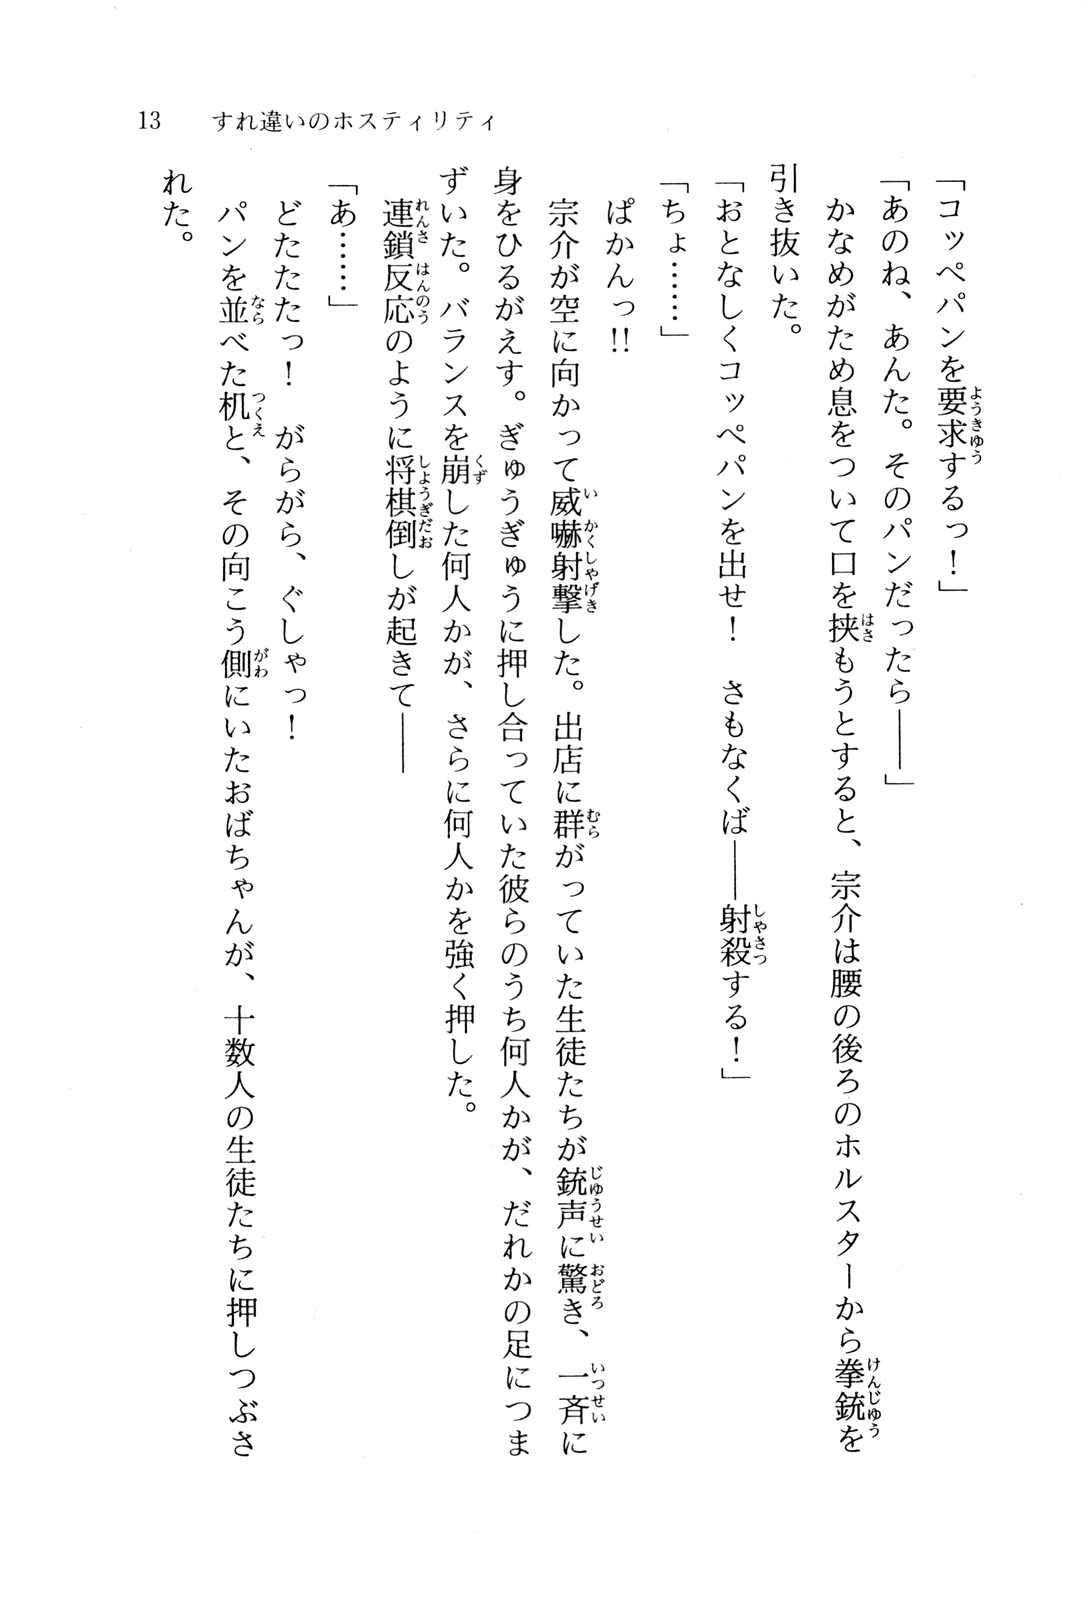 13　すれ違いのホスティリティ
「コッペパンを要求するっ！」
「あのね、あんた。そのパンだったら――」
　かなめがため息をついて口を挟もうとすると、宗介は腰の後ろのホルスターから拳銃を
引き抜いた。
「おとなしくコッペパンを出せ！　さもなくば――射殺する！」
「ちょ……」
　ぱかんっ!!
　宗介が空に向かって威嚇射撃した。出店に群がっていた生徒たちが銃声に驚き、一斉に
身をひるがえす。ぎゅうぎゅうに押し合っていた彼らのうち何人かが、だれかの足につま
ずいた。バランスを崩した何人かが、さらに何人かを強く押した。
　連鎖反応のように将棋倒しが起きて――
「あ……」
　どたたたっ！　がらがら、ぐしゃっ！
　パンを並べた机と、その向こう側にいたおばちゃんが、十数人の生徒たちに押しつぶさ
れた。